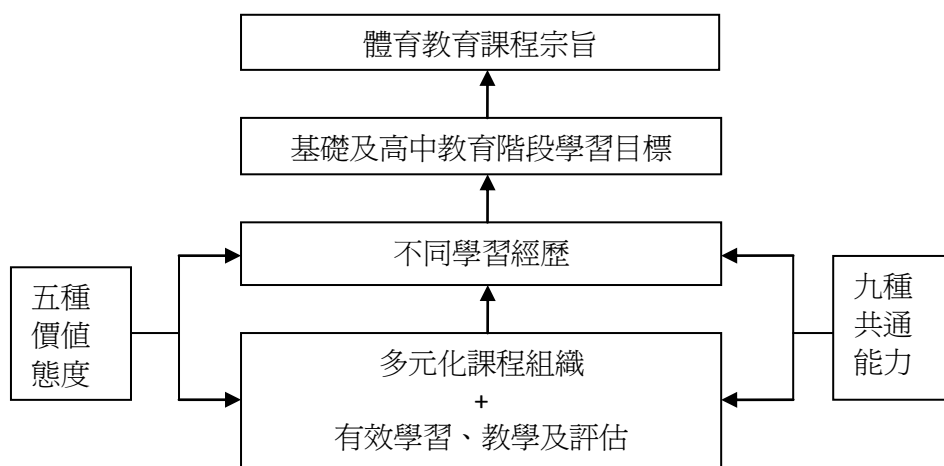 體育教育課程宗旨
基礎及高中教育階段學習目標
不同學習經歷
五種
價值
態度
九種
共通
能力
多元化課程組織
+
有效學習、教學及評估